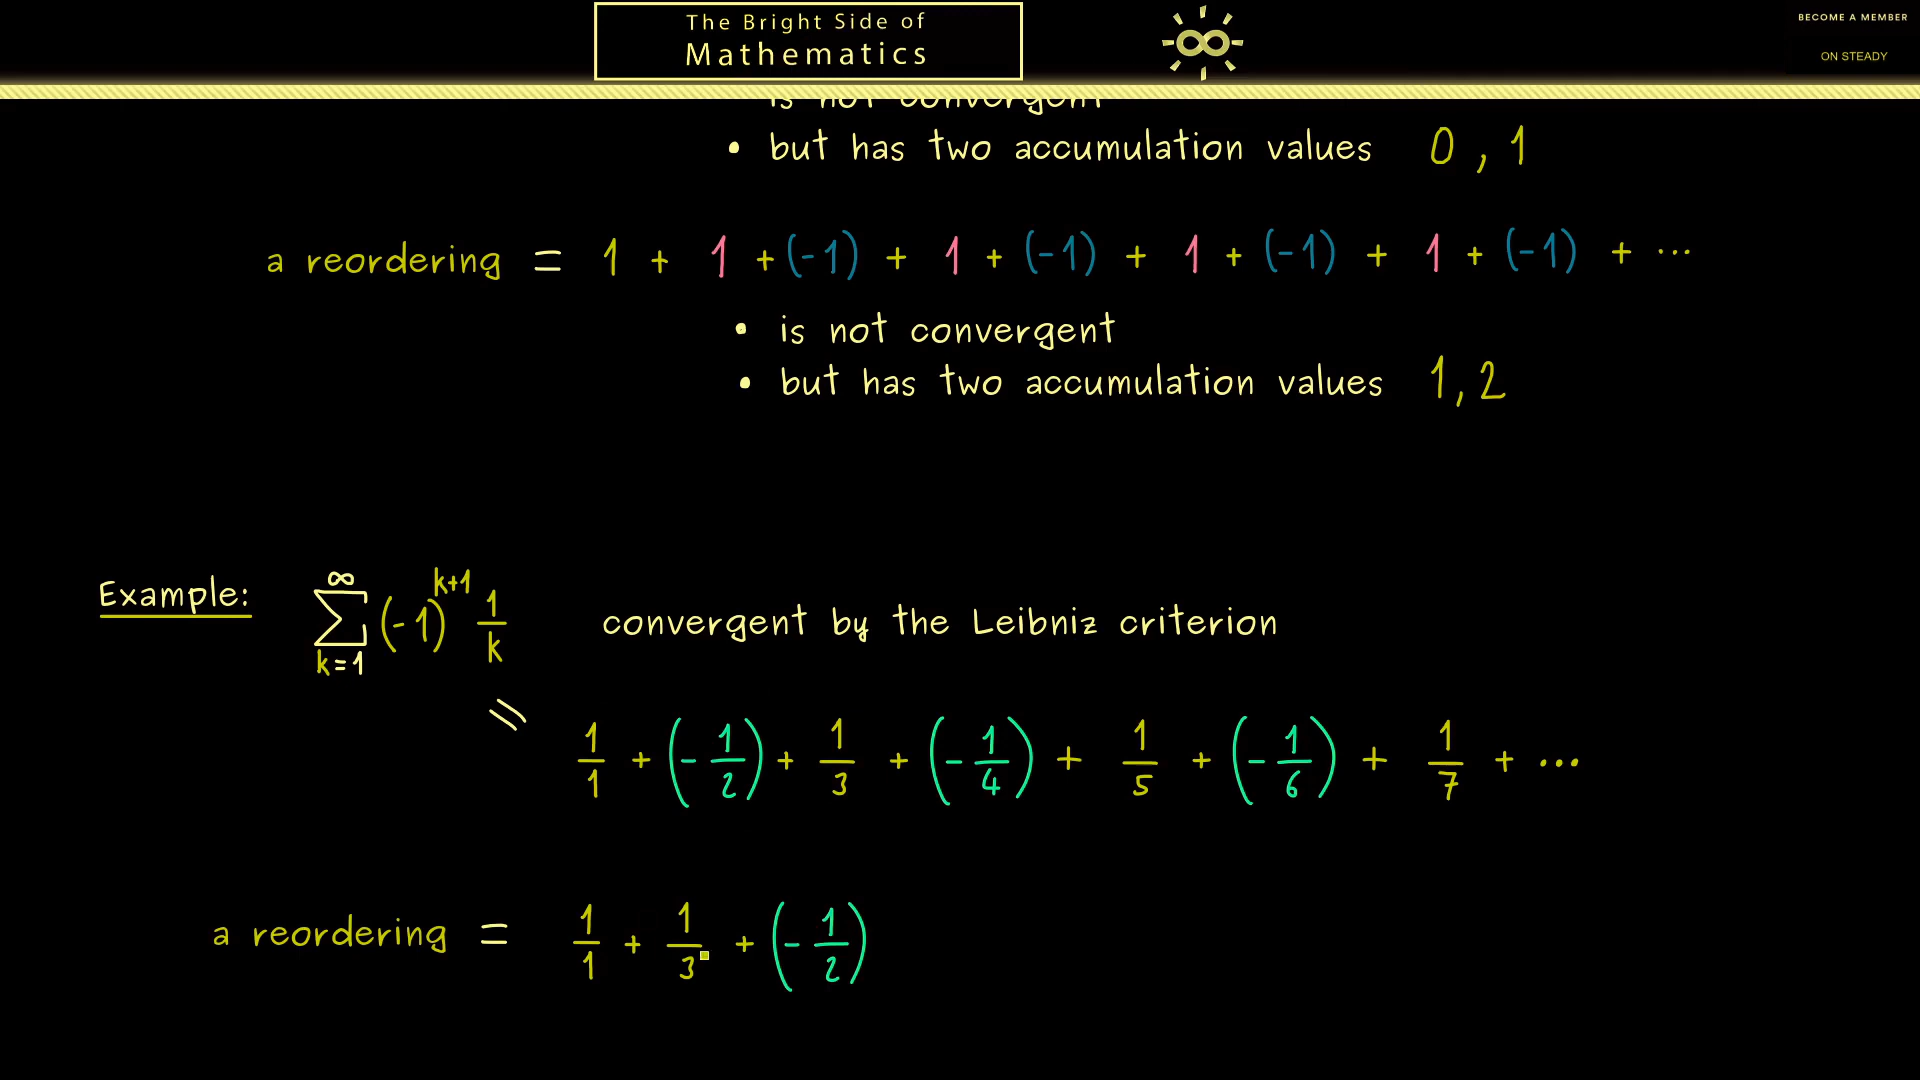 The Bright Side of
Mathematics
BECOME A MEMBER
ON STEADY
is not convergent
• but has two accumulation values 0 , 1
a reordering = 1 + 1 + (-1) + 1 + (-1) + 1 + (-1) + 1 + (-1) + ...
• is not convergent
• but has two accumulation values 1, 2
Example: ∑_{k=1}^{∞} (-1)^{k+1} 1/k convergent by the Leibniz criterion
= 1/1 + (-1/2) + 1/3 + (-1/4) + 1/5 + (-1/6) + 1/7 + ...
a reordering = 1/1 + 1/3 + (-1/2)